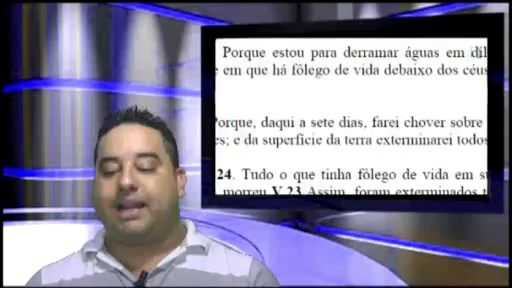 Porque estou para derramar águas em
e em que há fôlego de vida debaixo dos céus
Porque, daqui a sete dias, farei chover sobre
es; e da superfície da terra exterminarei todos
24. Tudo o que tinha fôlego de vida em
morreu V.23 Assim, foram exterminados